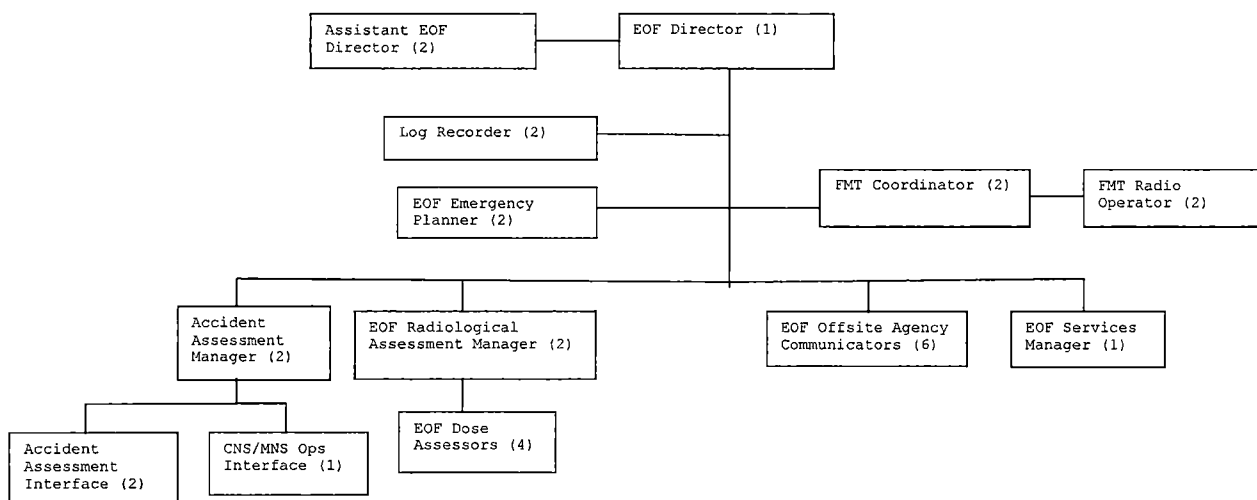 Assistant EOF
Director (2)
EOF Director (1)
Log Recorder (2)
EOF Emergency
Planner (2)
FMT Coordinator (2)
FMT Radio
Operator (2)
Accident
Assessment
Manager (2)
EOF Radiological
Assessment Manager (2)
EOF Offsite Agency
Communicators (6)
EOF Services
Manager (1)
Accident
Assessment
Interface (2)
CNS/MNS Ops
Interface (1)
EOF Dose
Assessors (4)